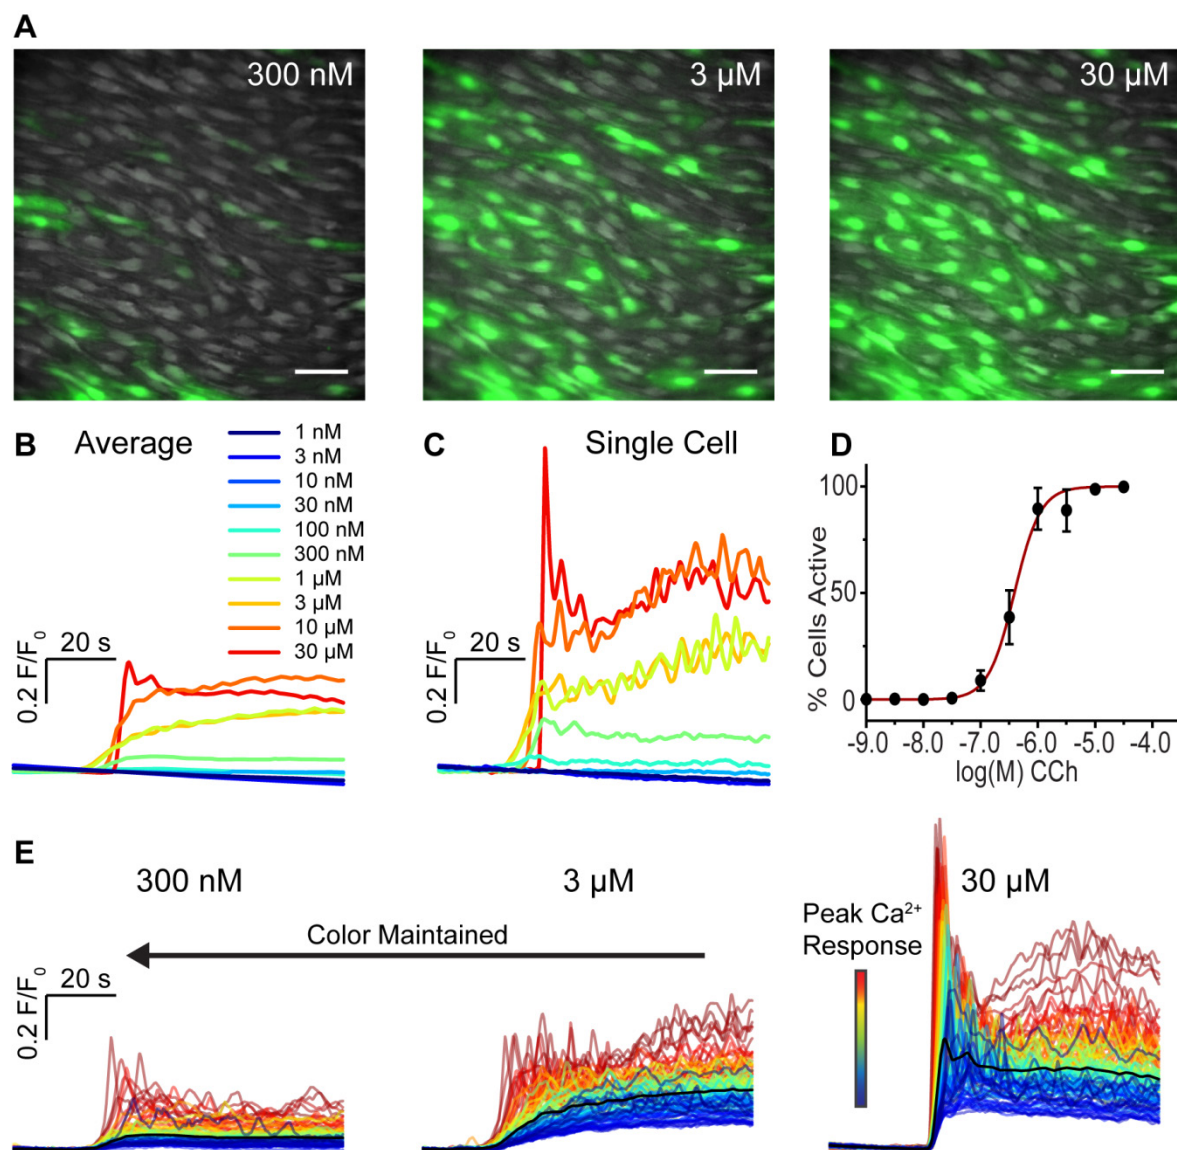 A
300 nM
3 µM
30 µM
B
Average
1 nM
3 nM
10 nM
30 nM
100 nM
300 nM
1 µM
3 µM
10 µM
30 µM
20 s
0.2 F/F₀
C
Single Cell
20 s
0.2 F/F₀
D
% Cells Active
100
50
0
-9.0 -8.0 -7.0 -6.0 -5.0 -4.0
log(M) CCh
E
300 nM
3 µM
30 µM
Color Maintained
20 s
0.2 F/F₀
Peak Ca²⁺
Response